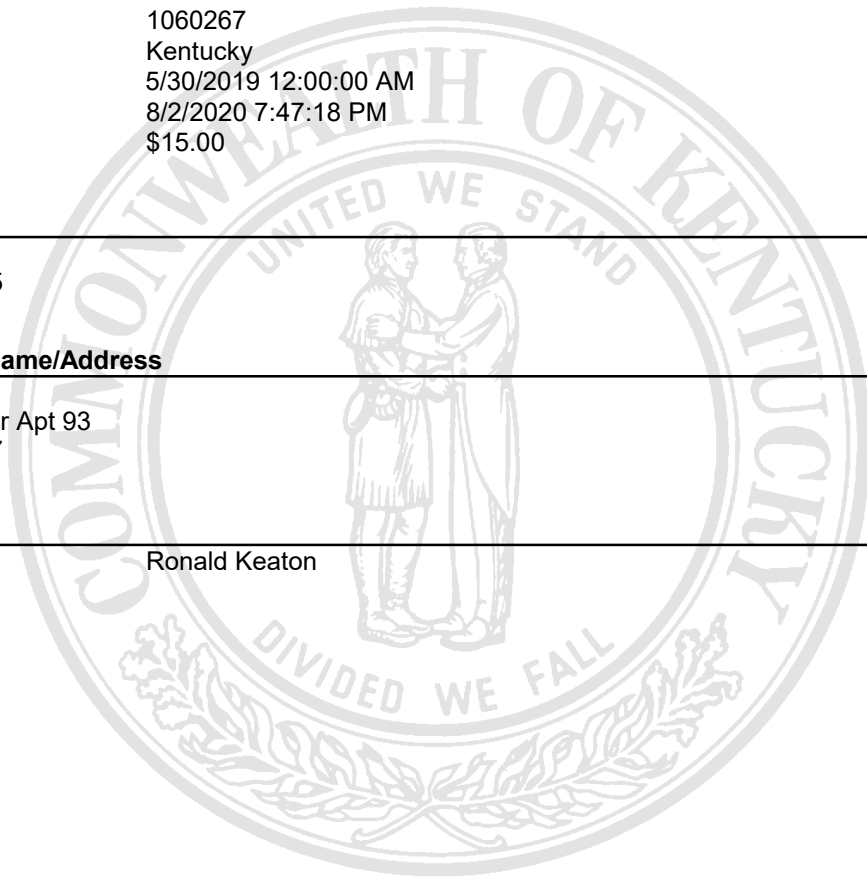 1060267
Kentucky
5/30/2019 12:00:00 AM
8/2/2020 7:47:18 PM
$15.00
ame/Address
r Apt 93
Ronald Keaton
COMMONWEALTH OF KENTUCKY
UNITED WE STAND
DIVIDED WE FALL